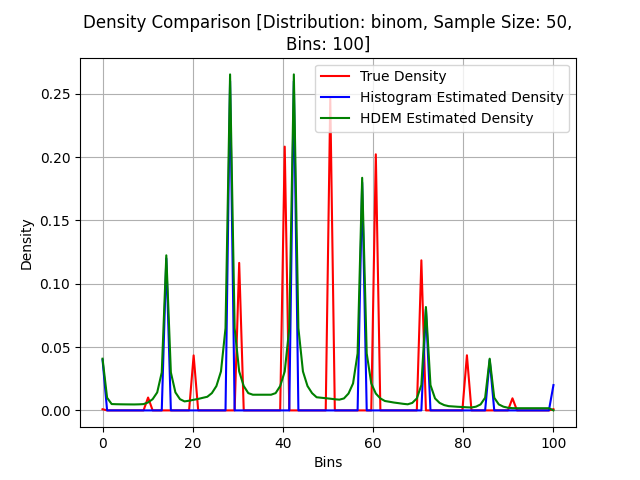 Density Comparison [Distribution: binom, Sample Size: 50,
Bins: 100]
True Density
Histogram Estimated Density
HDEM Estimated Density
Density
0.25
0.20
0.15
0.10
0.05
0.00
0 20 40 60 80 100
Bins